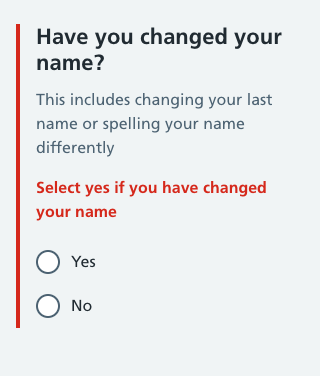 Have you changed your
name?
This includes changing your last
name or spelling your name
differently
Select yes if you have changed
your name
Yes
No